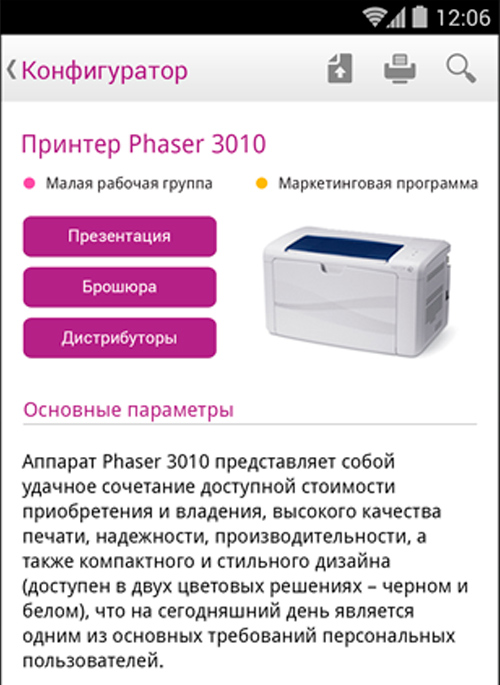 12:06
Конфигуратор
Принтер Phaser 3010
Малая рабочая группа
Маркетинговая программа
Презентация
Брошюра
Дистрибуторы
Основные параметры
Аппарат Phaser 3010 представляет собой
удачное сочетание доступной стоимости
приобретения и владения, высокого качества
печати, надежности, производительности, а
также компактного и стильного дизайна
(доступен в двух цветовых решениях – черном и
белом), что на сегодняшний день является
одним из основных требований персональных
пользователей.